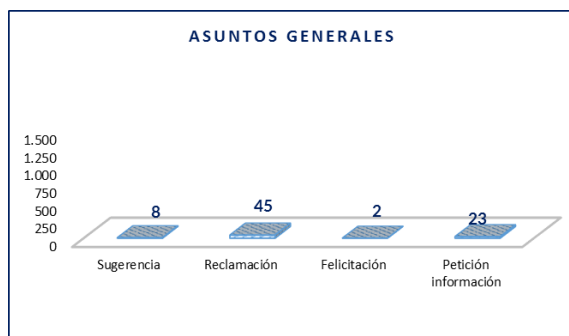 ASUNTOS GENERALES
1.500
1.250
1.000
750
500
250
0
8
45
2
23
Sugerencia
Reclamación
Felicitación
Petición
información